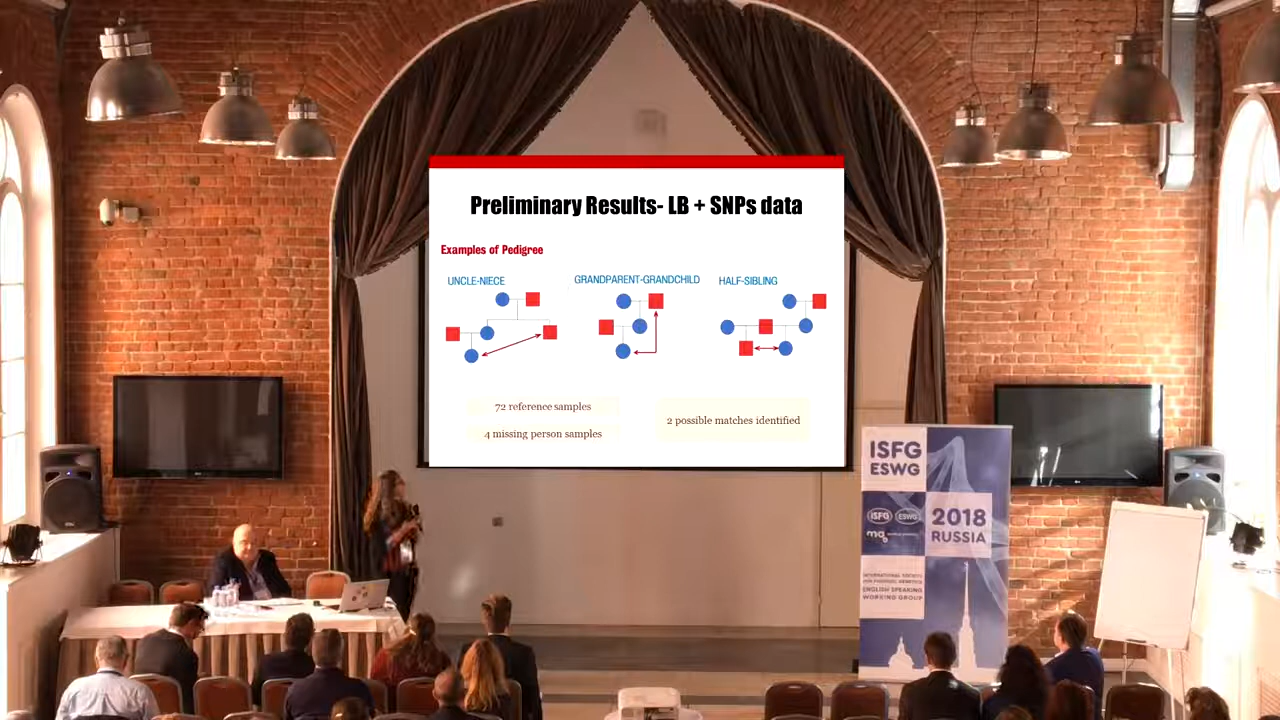 Preliminary Results- LB + SNPs data
Examples of Pedigree
UNCLE-NIECE
GRANDPARENT-GRANDCHILD
HALF-SIBLING
72 reference samples
4 missing person samples
2 possible matches identified
ISFG
ESWG
ISFG
ESWG
2018
RUSSIA
INTERNATIONAL SOCIETY
FOR FORENSIC GENETICS
ENGLISH SPEAKING
WORKING GROUP